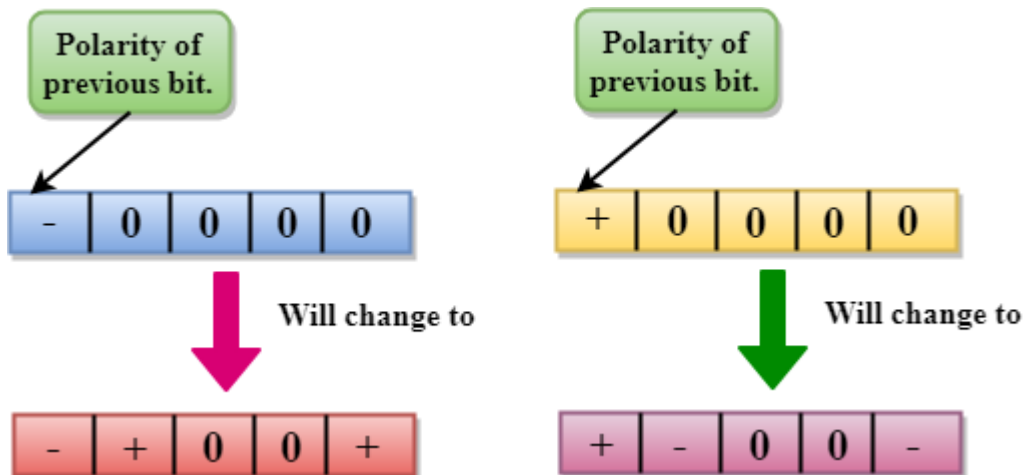 Polarity of
previous bit.
Polarity of
previous bit.
- 0 0 0 0
+ 0 0 0 0
Will change to
Will change to
- + 0 0 +
+ - 0 0 -